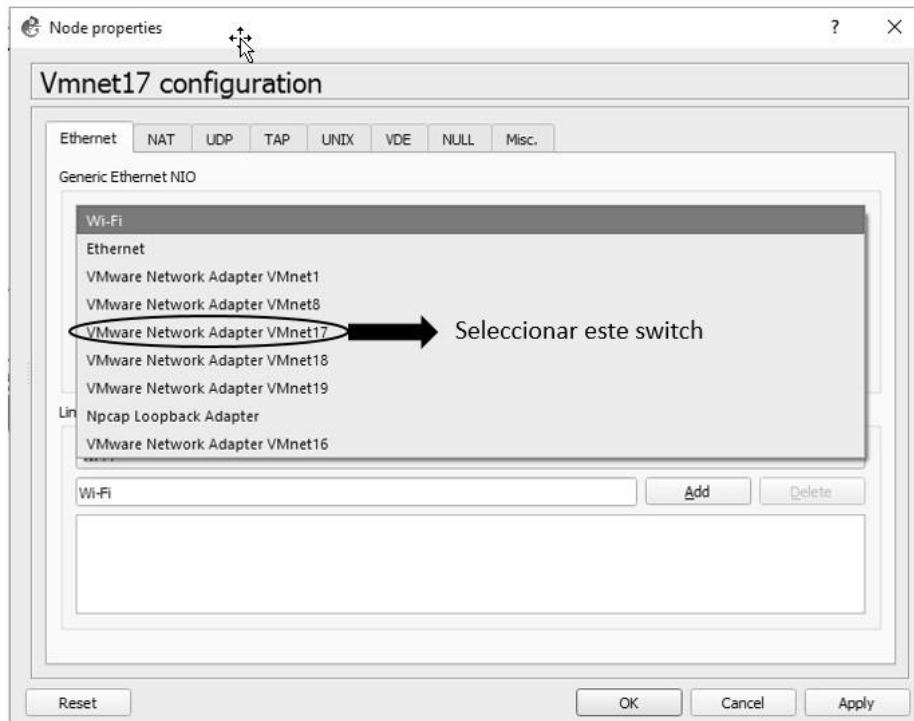 Node properties
Vmnet17 configuration
Ethernet NAT UDP TAP UNIX VDE NULL Misc.
Generic Ethernet NIO
Wi-Fi
Ethernet
VMware Network Adapter VMnet1
VMware Network Adapter VMnet8
VMware Network Adapter VMnet17 Seleccionar este switch
VMware Network Adapter VMnet18
VMware Network Adapter VMnet19
Lin
Npcap Loopback Adapter
VMware Network Adapter VMnet16
Wi-Fi Add Delete
Reset OK Cancel Apply